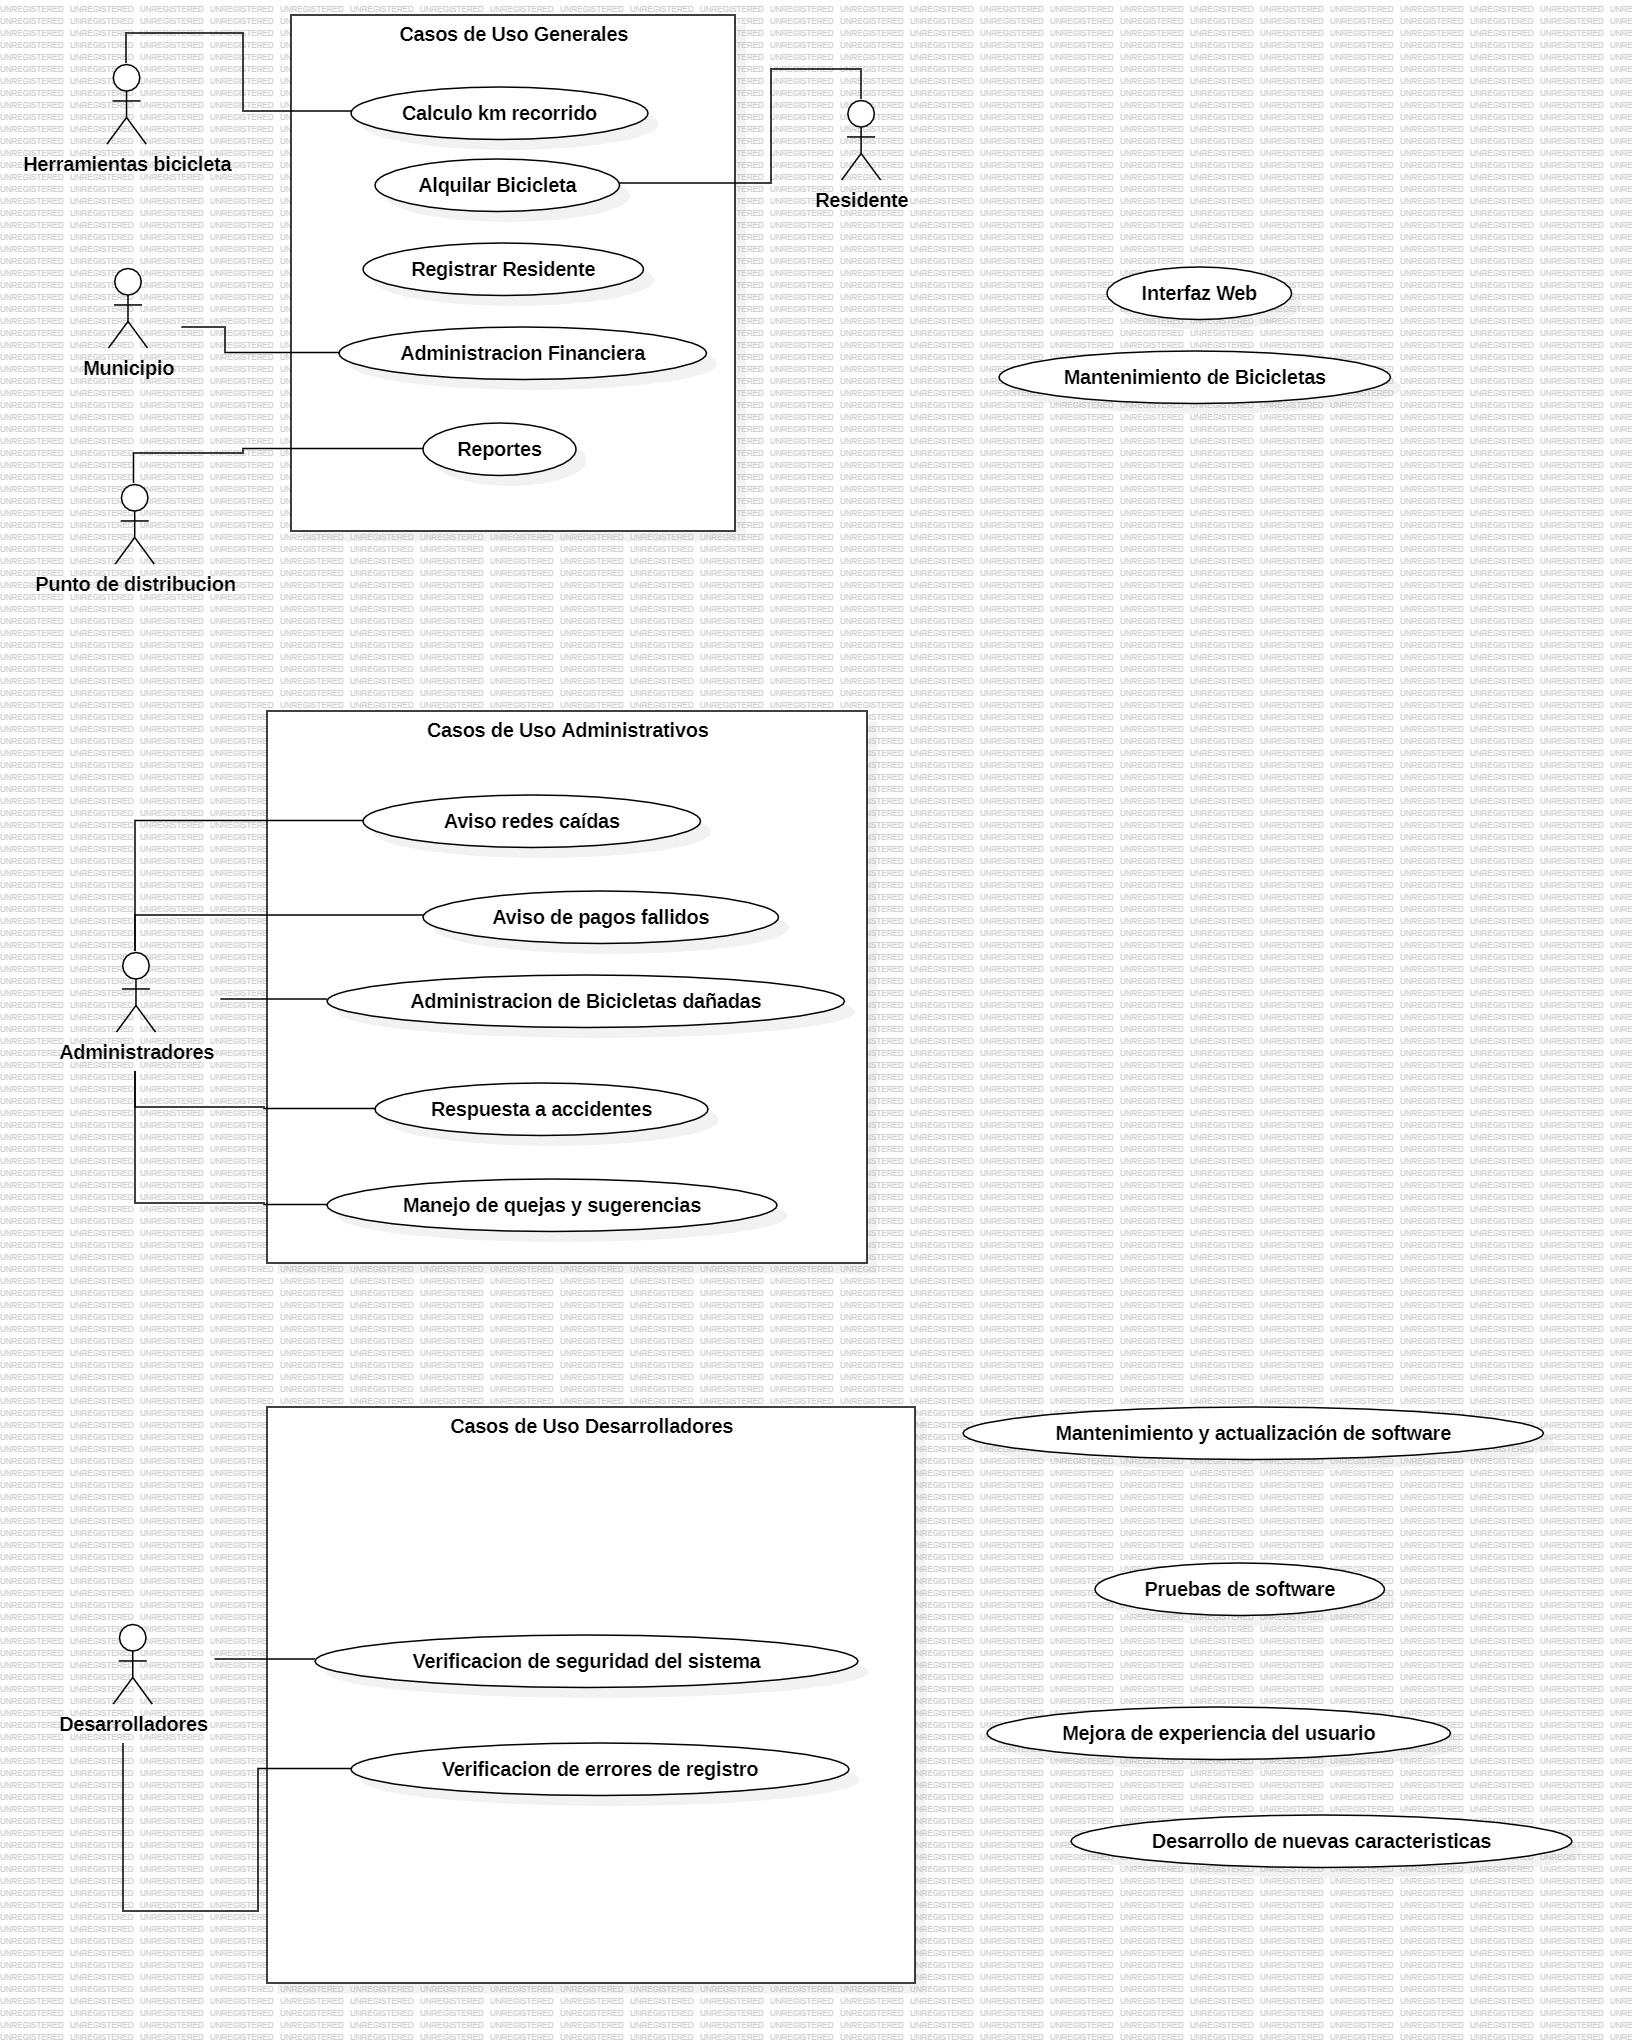 Casos de Uso Generales
Calculo km recorrido
Herramientas bicicleta
Alquilar Bicicleta
Residente
Registrar Residente
Interfaz Web
Municipio
Administracion Financiera
Mantenimiento de Bicicletas
Reportes
Punto de distribucion
Casos de Uso Administrativos
Aviso redes caídas
Aviso de pagos fallidos
Administracion de Bicicletas dañadas
Administradores
Respuesta a accidentes
Manejo de quejas y sugerencias
Casos de Uso Desarrolladores
Mantenimiento y actualización de software
Pruebas de software
Verificacion de seguridad del sistema
Desarrolladores
Mejora de experiencia del usuario
Verificacion de errores de registro
Desarrollo de nuevas caracteristicas
UNREGISTERED